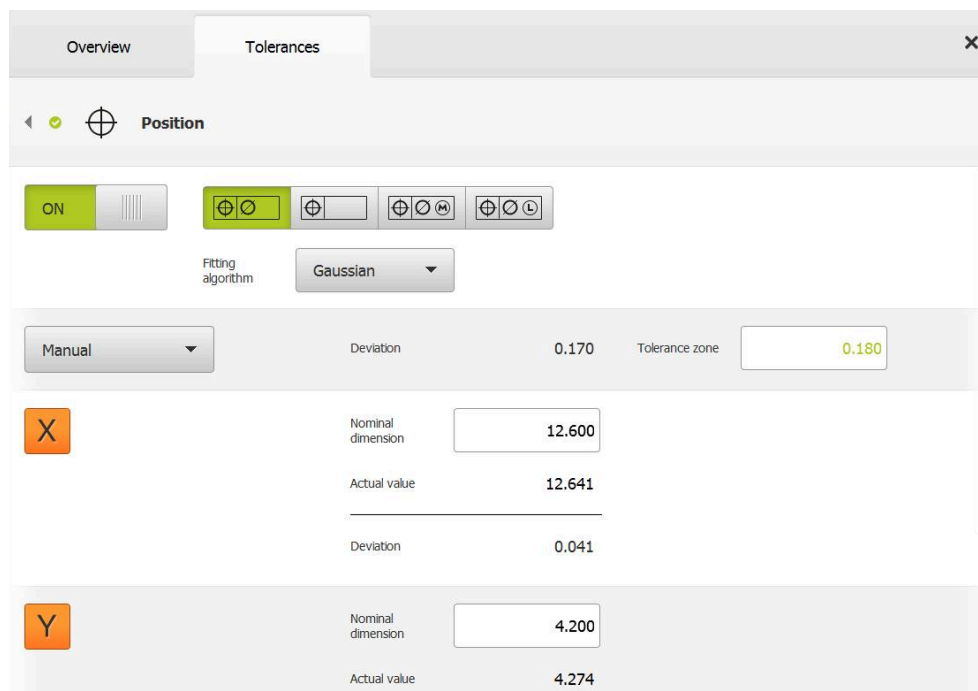 Overview Tolerances
Position
ON Ⓜ Ⓛ
Fitting
algorithm
Gaussian
Manual Deviation 0.170 Tolerance zone 0.180
X
Nominal
dimension
12.600
Actual value 12.641
Deviation 0.041
Y
Nominal
dimension
4.200
Actual value 4.274